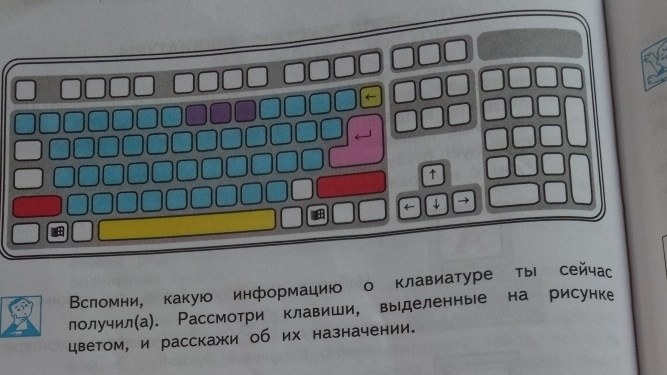 ←
↵
↑
← ↓ →
Вспомни, какую информацию о клавиатуре ты сейчас
получил(а). Рассмотри клавиши, выделенные на рисунке
цветом, и расскажи об их назначении.